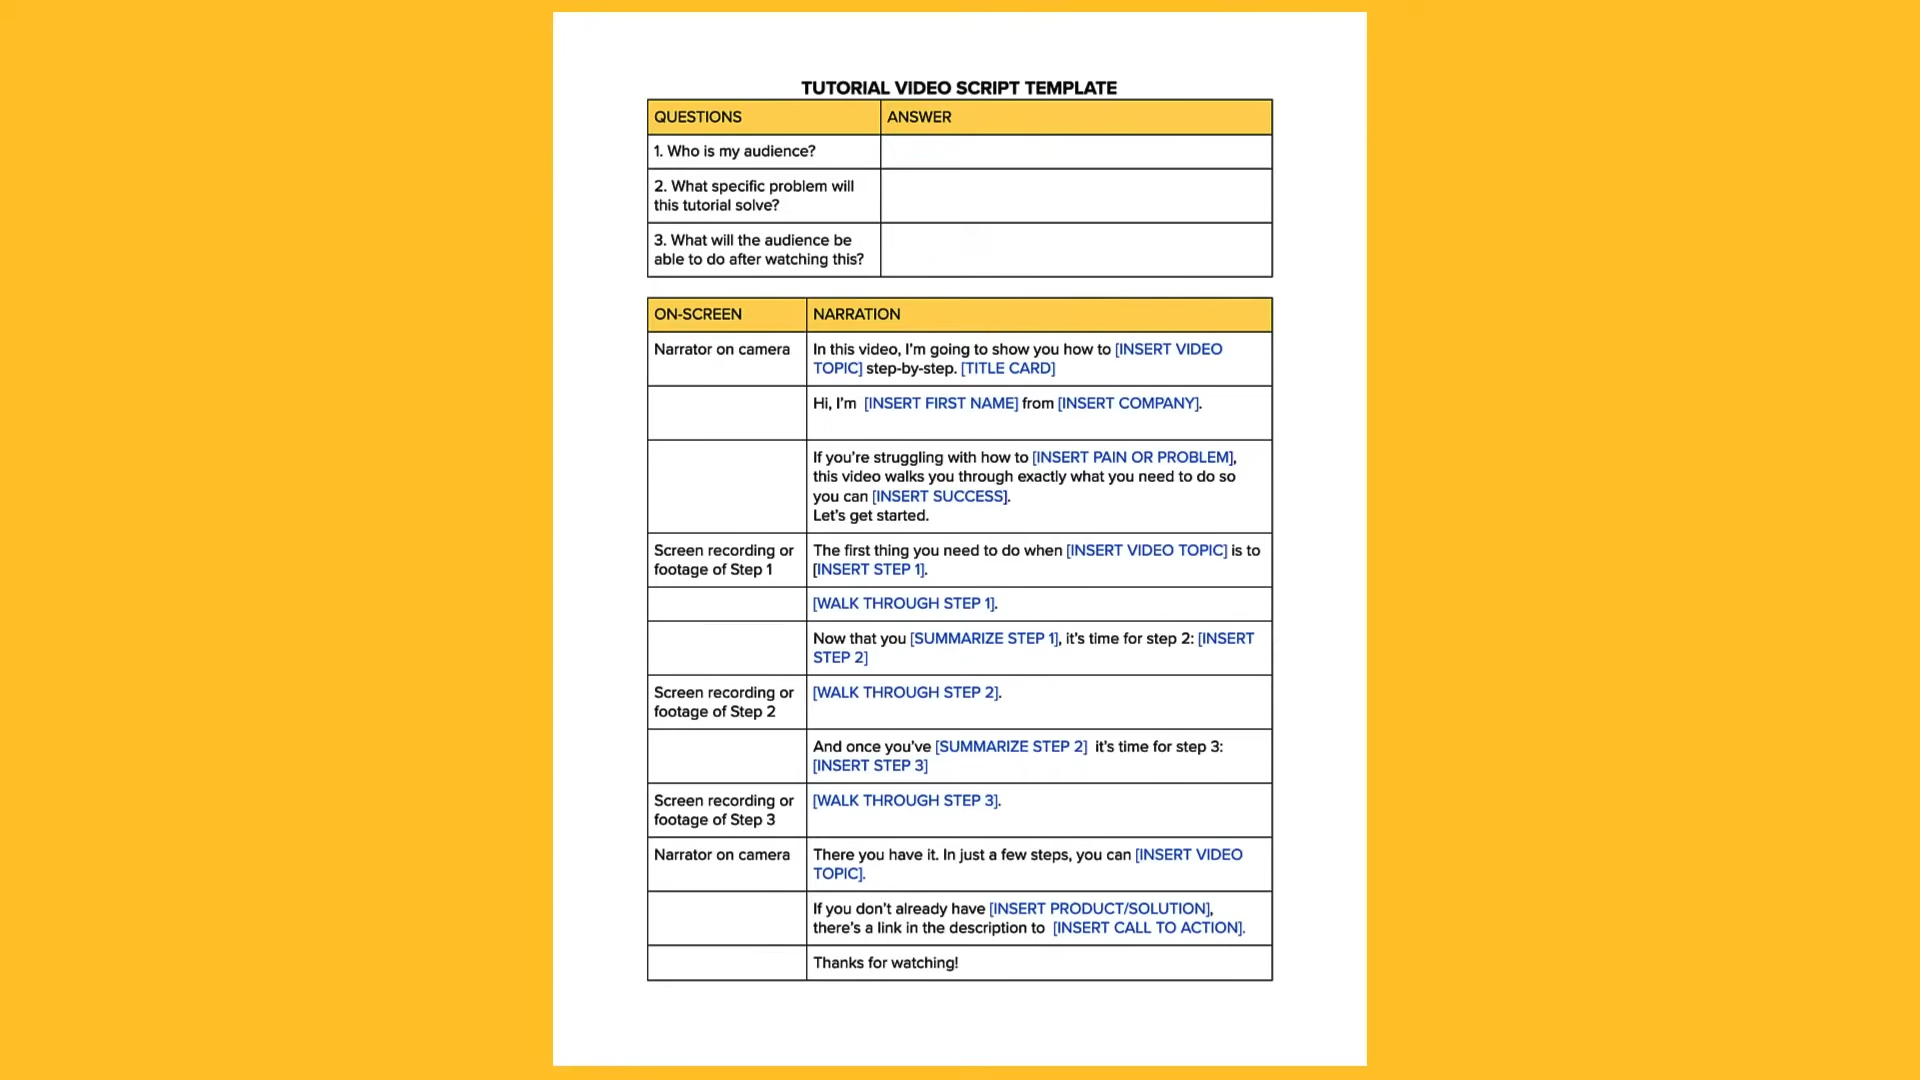 TUTORIAL VIDEO SCRIPT TEMPLATE
QUESTIONS
ANSWER
1. Who is my audience?
2. What specific problem will
this tutorial solve?
3. What will the audience be
able to do after watching this?
ON-SCREEN
NARRATION
Narrator on camera
In this video, I'm going to show you how to [INSERT VIDEO
TOPIC] step-by-step. [TITLE CARD]
Hi, I'm [INSERT FIRST NAME] from [INSERT COMPANY].
If you're struggling with how to [INSERT PAIN OR PROBLEM],
this video walks you through exactly what you need to do so
you can [INSERT SUCCESS].
Let's get started.
Screen recording or
footage of Step 1
The first thing you need to do when [INSERT VIDEO TOPIC] is to
[INSERT STEP 1].
[WALK THROUGH STEP 1].
Now that you [SUMMARIZE STEP 1], it's time for step 2: [INSERT
STEP 2]
Screen recording or
footage of Step 2
[WALK THROUGH STEP 2].
And once you've [SUMMARIZE STEP 2] it's time for step 3:
[INSERT STEP 3]
Screen recording or
footage of Step 3
[WALK THROUGH STEP 3].
Narrator on camera
There you have it. In just a few steps, you can [INSERT VIDEO
TOPIC].
If you don't already have [INSERT PRODUCT/SOLUTION],
there's a link in the description to [INSERT CALL TO ACTION].
Thanks for watching!